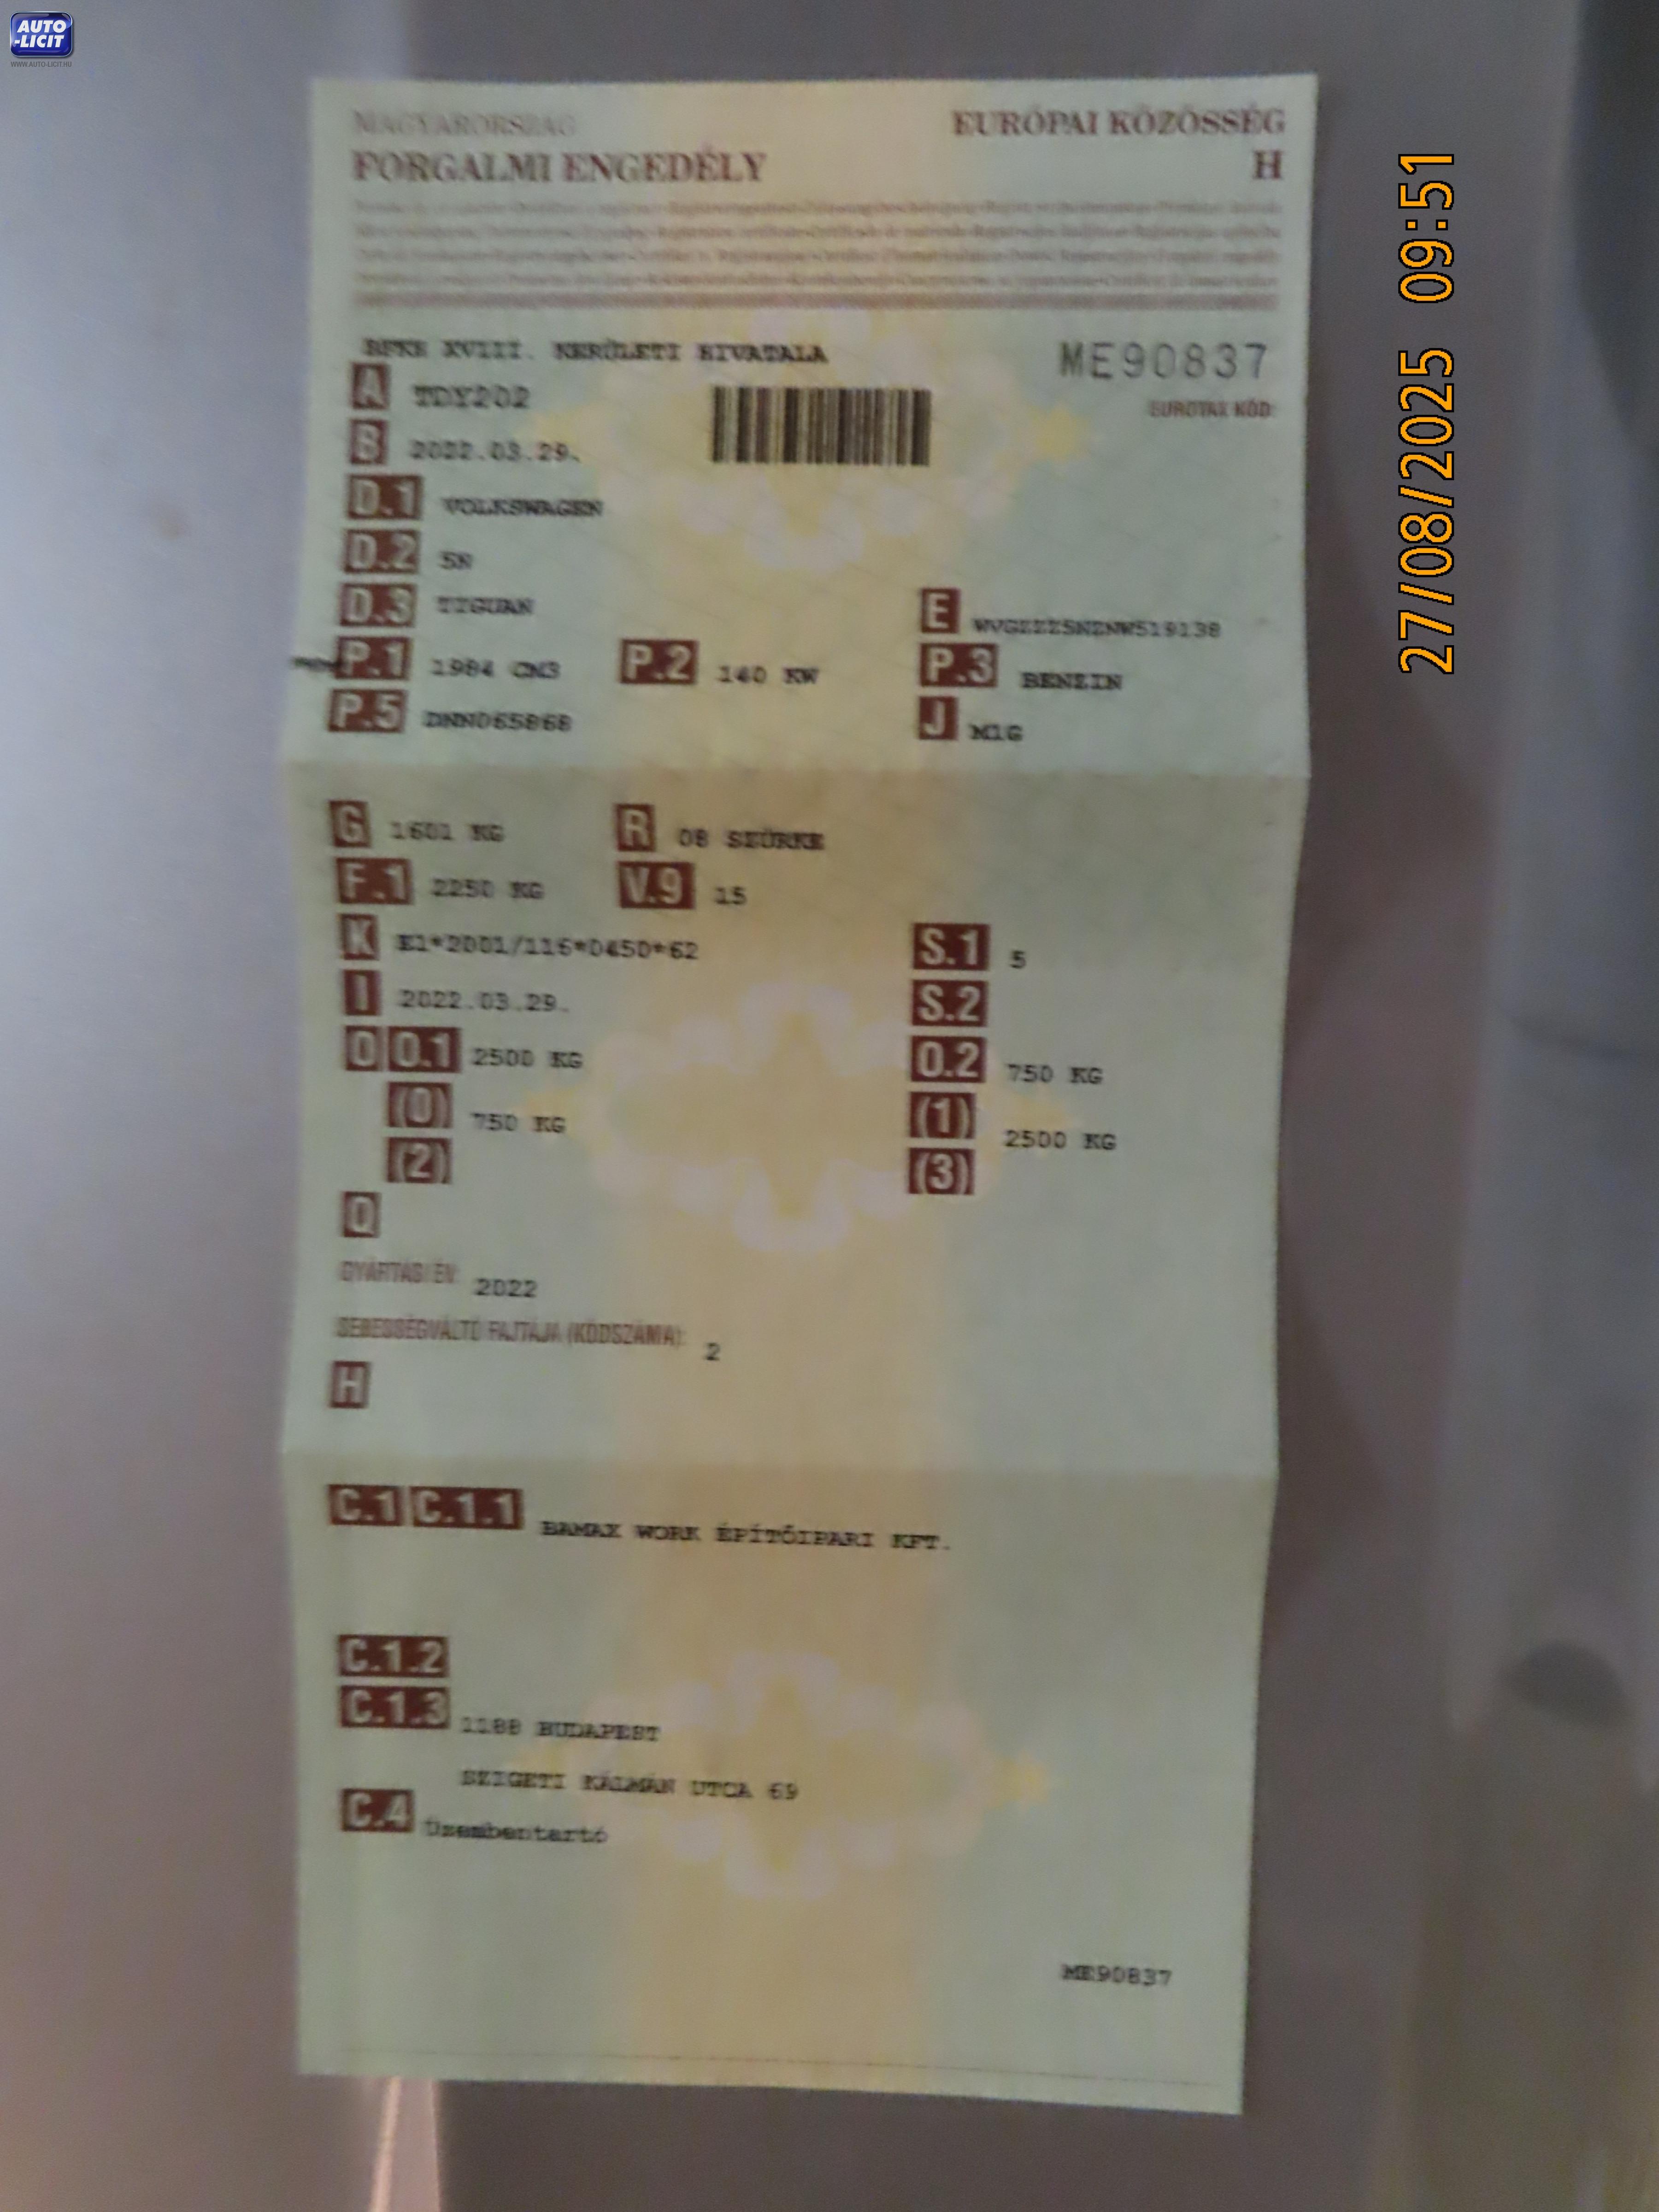 AUTO
-LICIT
WWW.AUTO-LICIT.HU
MAGYARORSZÁG
EURÓPAI KÖZÖSSÉG
FORGALMI ENGEDÉLY
H
BFKH XVIII. KERÜLETI HIVATALA
ME90837
A TDY202
EUROTAX KÓD:
B 2022.03.29.
D.1 VOLKSWAGEN
D.2 5N
D.3 TIGUAN
E WVGZZZ5NZNW519138
P.1 1984 CM3 P.2 140 KW P.3 BENZIN
P.5 DNN065868 J M1G
G 1601 KG R 08 SZÜRKE
F.1 2250 KG V.9 15
K E1*2001/116*0450*62 S.1 5
I 2022.03.29. S.2
O O.1 2500 KG O.2 750 KG
(0) 750 KG (1) 2500 KG
(2) (3)
Q
GYÁRTÁSI ÉV: 2022
SEBESSÉGVÁLTÓ FAJTÁJA (KÓDSZÁMA): 2
H
C.1 C.1.1 BAMAX WORK ÉPÍTŐIPARI KFT.
C.1.2
C.1.3 1188 BUDAPEST
SZIGETI KÁLMÁN UTCA 69
C.4 Üzembentartó
ME90837
27/08/2025 09:51